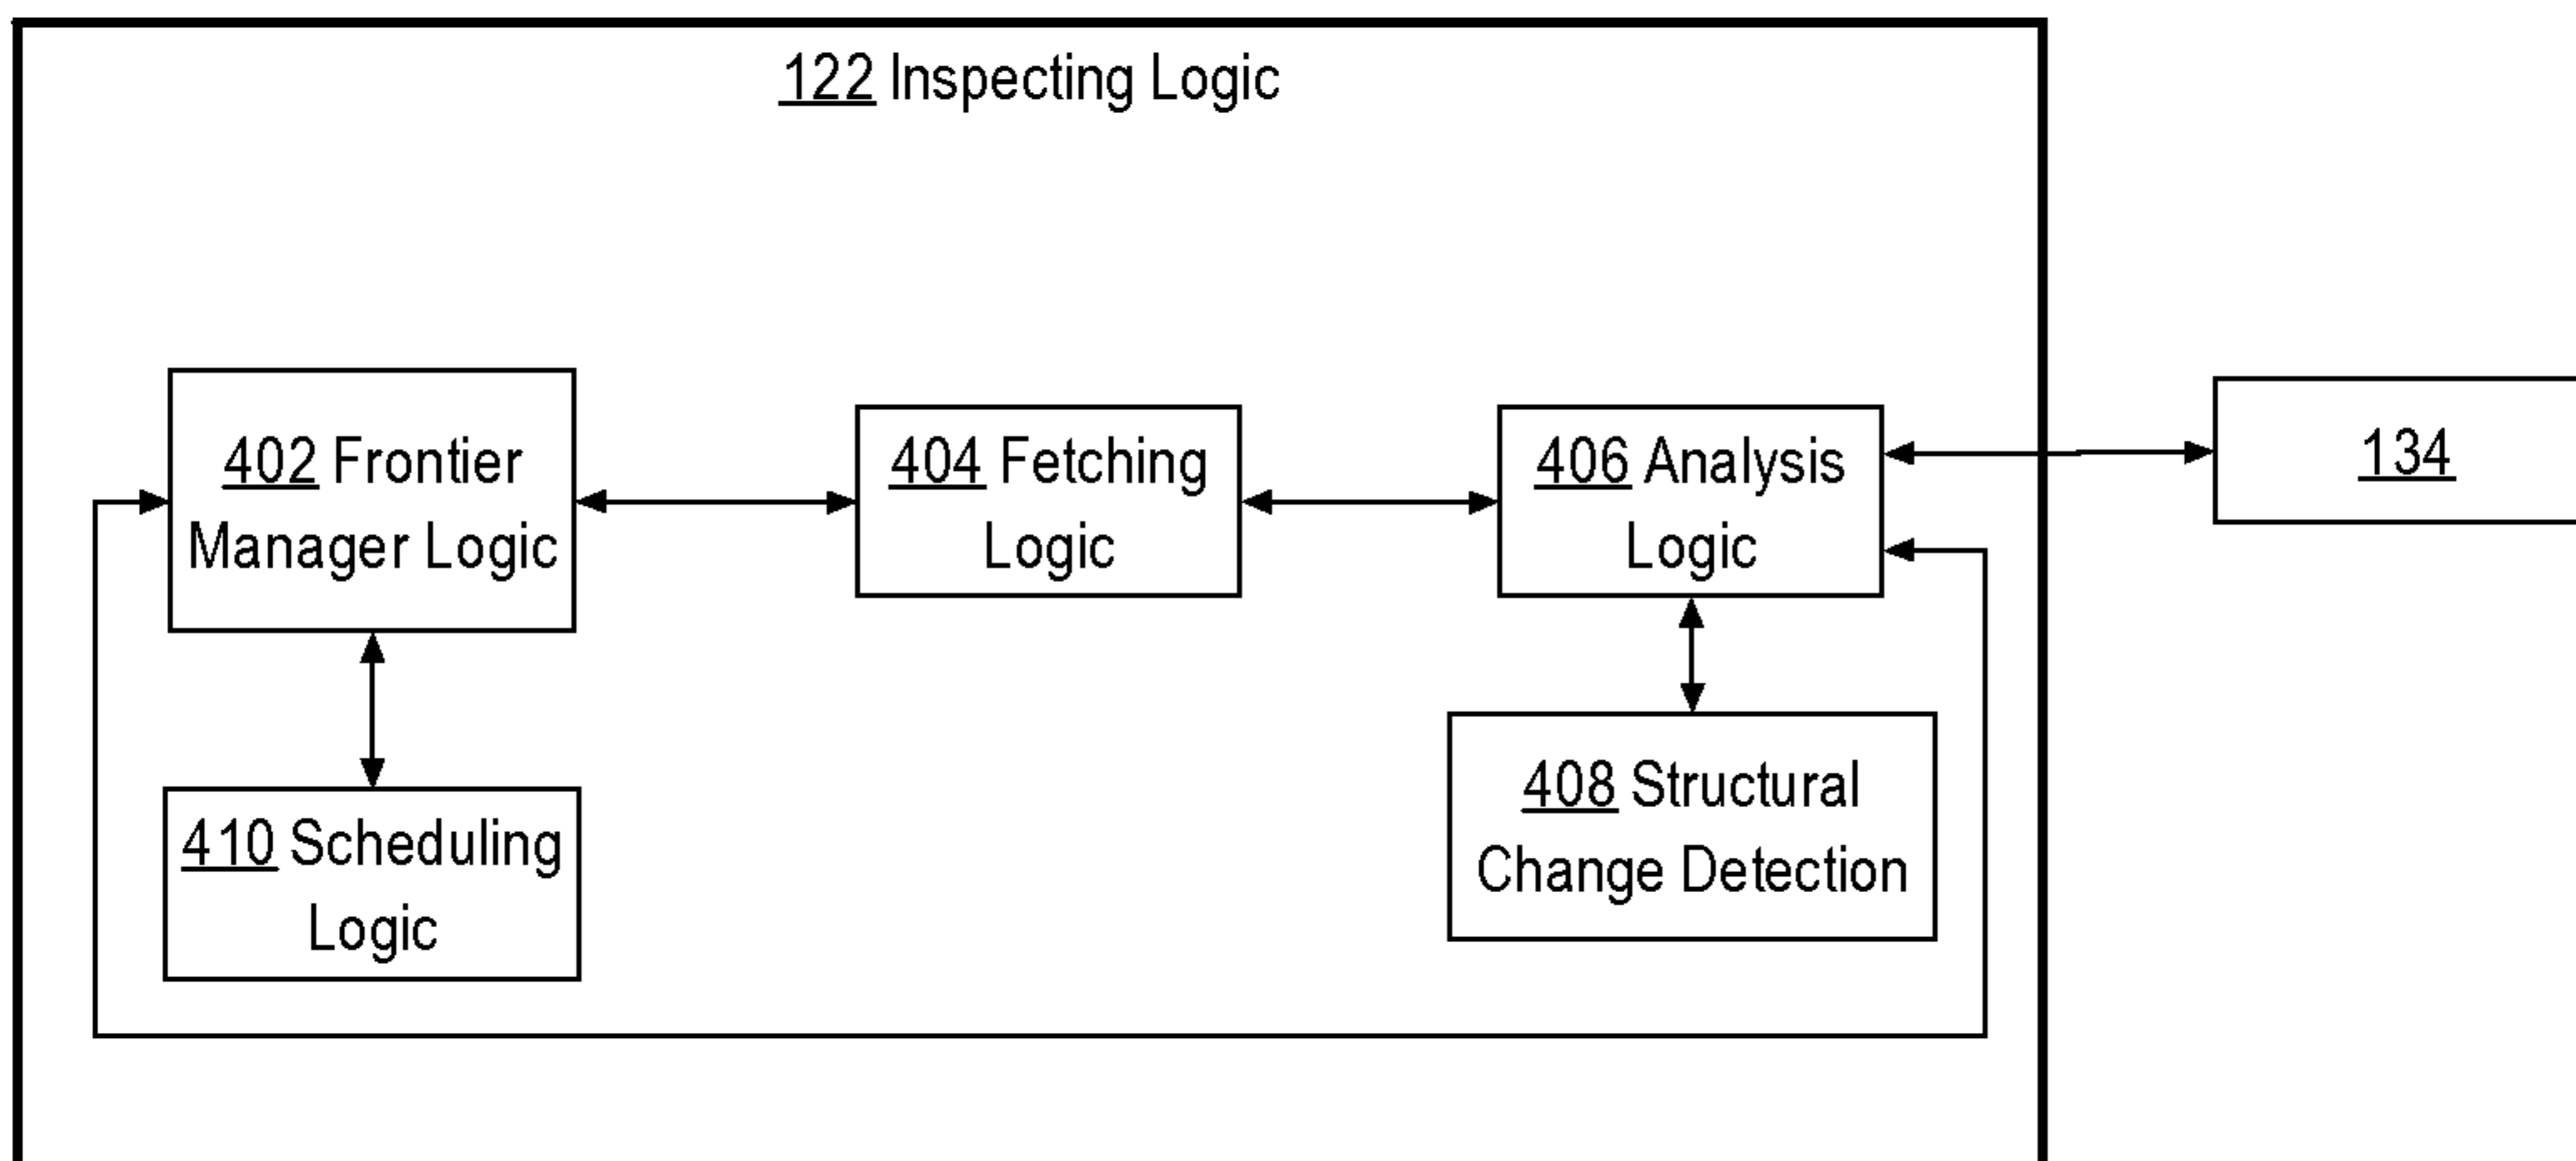 122 Inspecting Logic
402 Frontier
Manager Logic
404 Fetching
Logic
406 Analysis
Logic
134
410 Scheduling
Logic
408 Structural
Change Detection